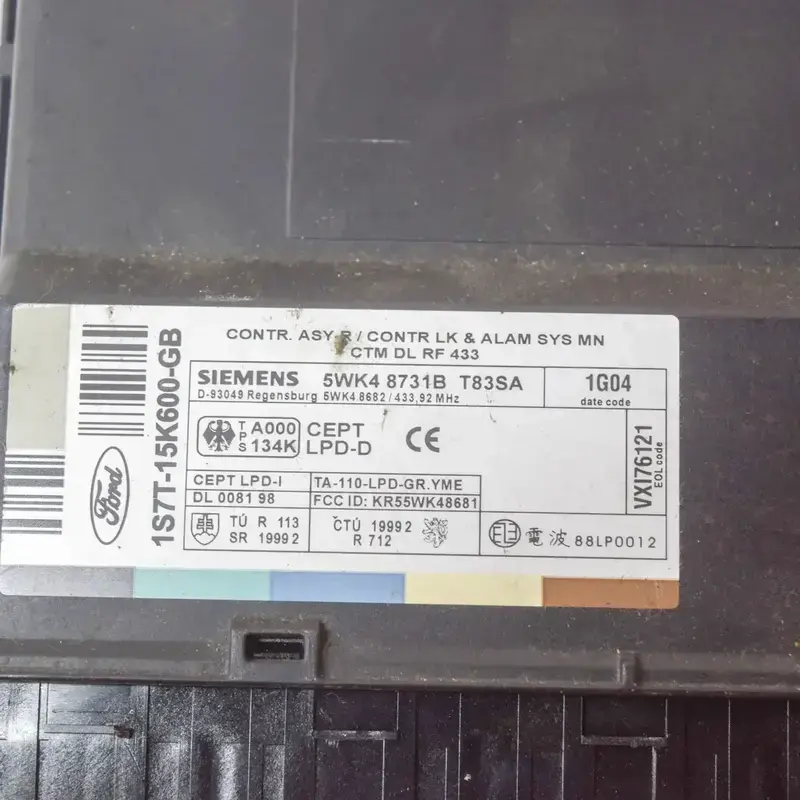 CONTR. ASY-R / CONTR LK & ALAM SYS MN
CTM DL RF 433
SIEMENS 5WK4 8731B T83SA
D-93049 Regensburg 5WK4.8682 / 433,92 MHz
1G04
date code
TPS A000 134K
CEPT LPD-D
CE
CEPT LPD-I
DL 0081 98
TA-110-LPD-GR.YME
FCC ID: KR55WK48681
TÚ R 113
SR 1999 2
ČTÚ 1999 2
R 712
電波 88LP0012
VXI76121
EOL code
Ford
1S7T-15K600-GB